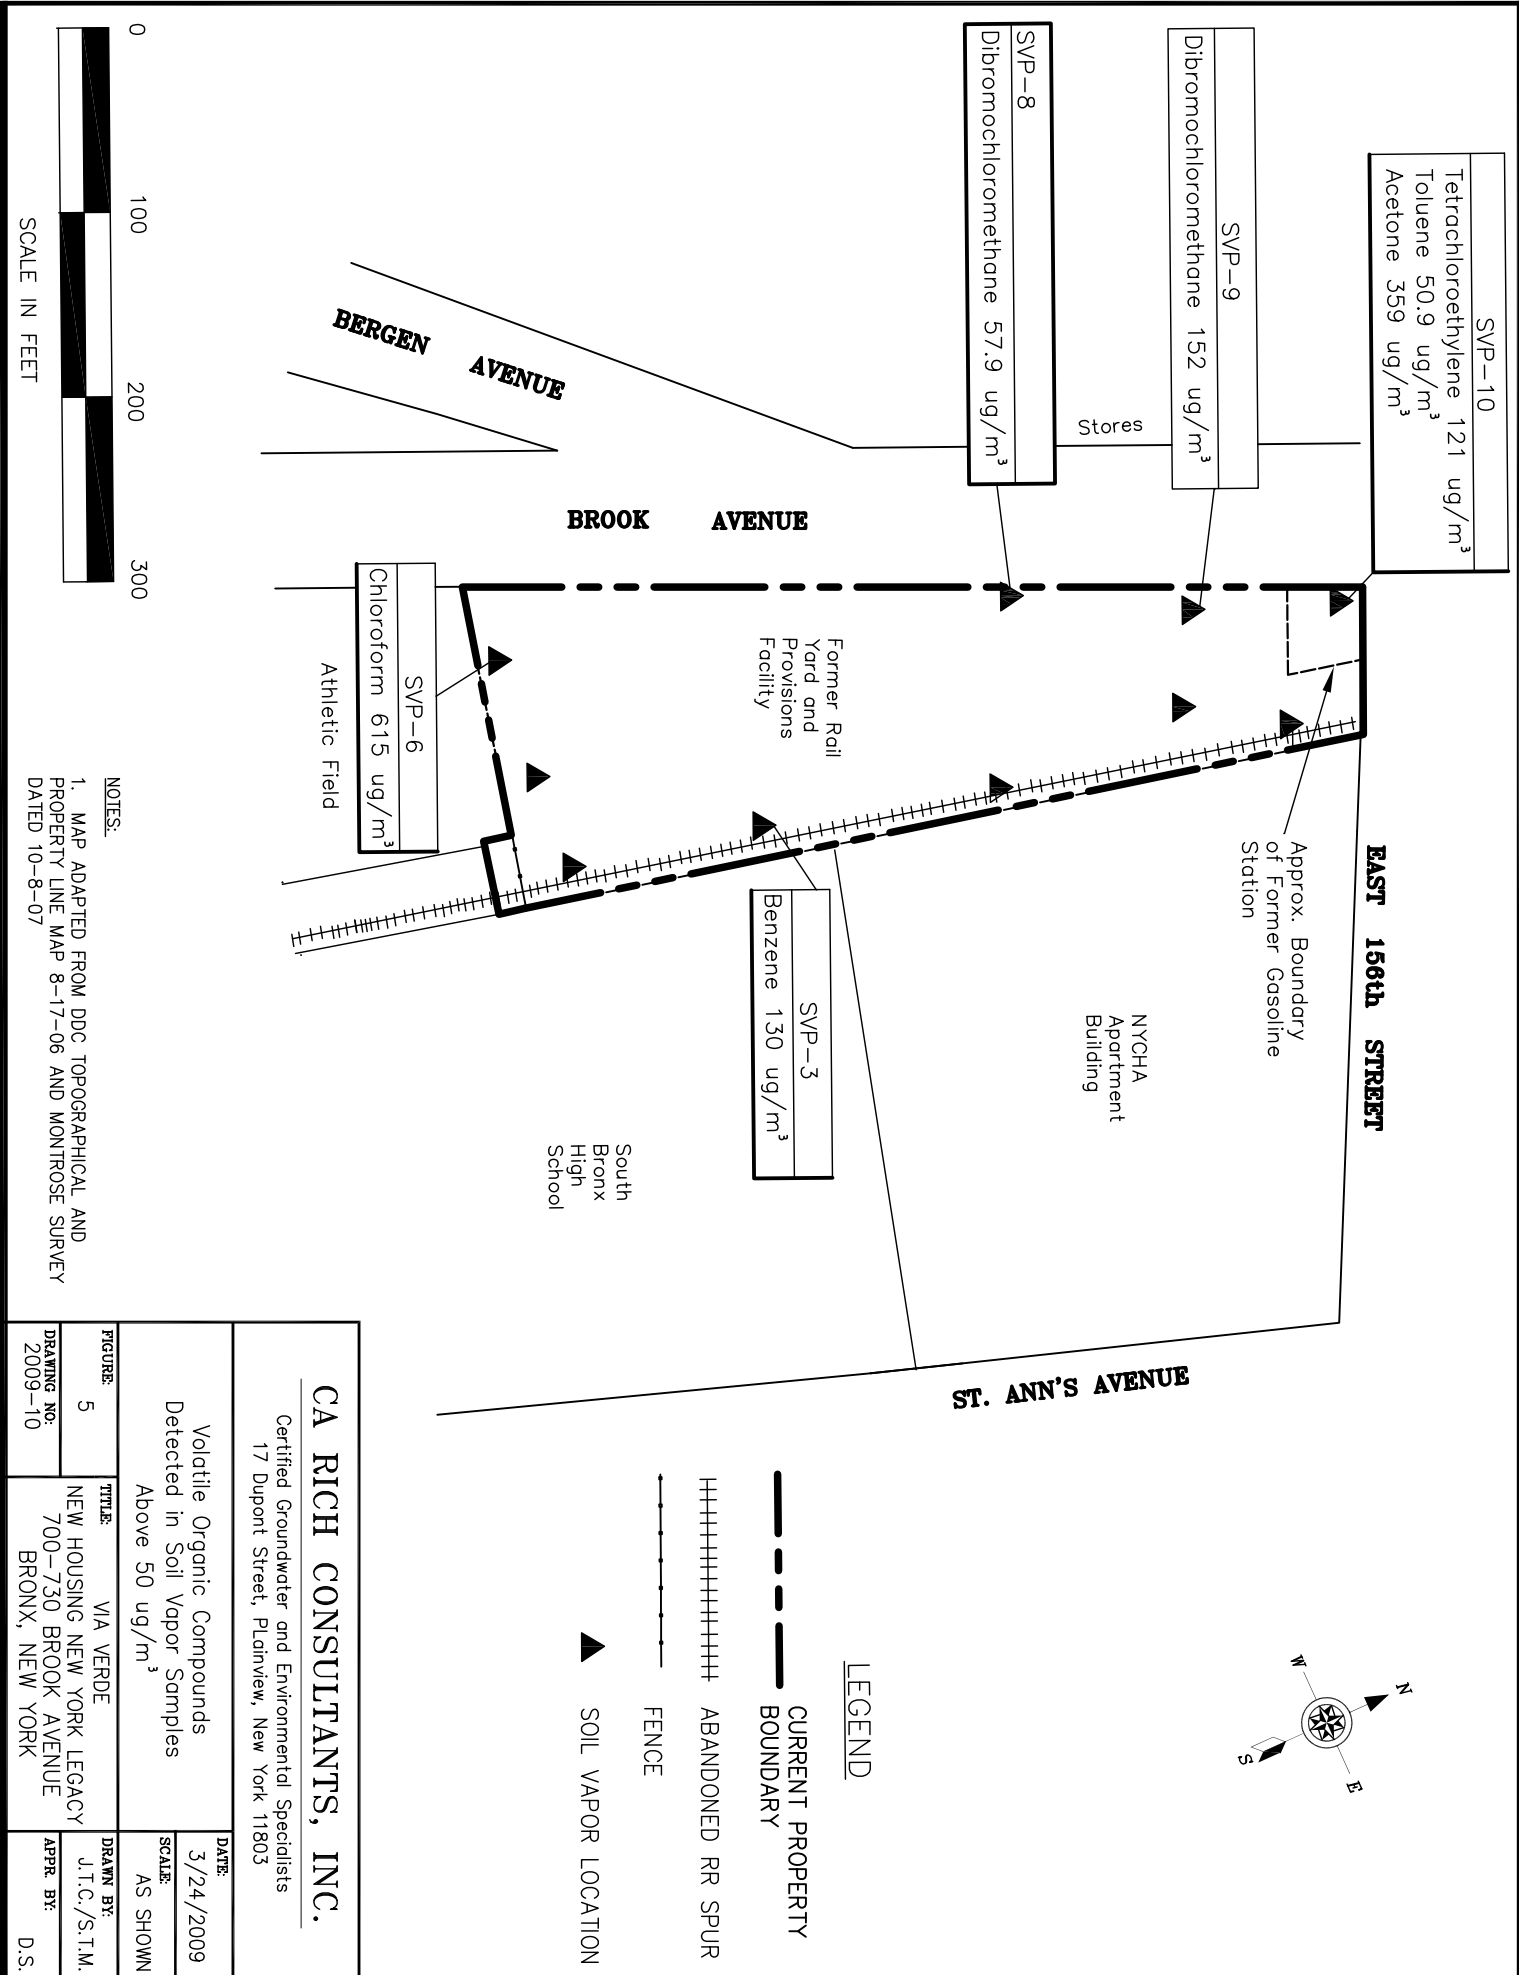 SVP-10
Tetrachloroethylene 121 ug/m³
Toluene 50.9 ug/m³
Acetone 359 ug/m³
SVP-9
Dibromochloromethane 152 ug/m³
SVP-8
Dibromochloromethane 57.9 ug/m³
Stores
BERGEN AVENUE
BROOK AVENUE
EAST 156th STREET
ST. ANN'S AVENUE
Approx. Boundary
of Former Gasoline
Station
Former Rail
Yard and
Provisions
Facility
NYCHA
Apartment
Building
SVP-3
Benzene 130 ug/m³
South
Bronx
High
School
SVP-6
Chloroform 615 ug/m³
Athletic Field
N
W
E
S
LEGEND
CURRENT PROPERTY
BOUNDARY
ABANDONED RR SPUR
FENCE
SOIL VAPOR LOCATION
0 100 200 300
SCALE IN FEET
NOTES:
1. MAP ADAPTED FROM DDC TOPOGRAPHICAL AND
PROPERTY LINE MAP 8-17-06 AND MONTROSE SURVEY
DATED 10-8-07
CA RICH CONSULTANTS, INC.
Certified Groundwater and Environmental Specialists
17 Dupont Street, PLainview, New York 11803
Volatile Organic Compounds
Detected in Soil Vapor Samples
Above 50 ug/m³
DATE:
3/24/2009
SCALE:
AS SHOWN
FIGURE:
5
DRAWING NO:
2009-10
TITLE:
VIA VERDE
NEW HOUSING NEW YORK LEGACY
700-730 BROOK AVENUE
BRONX, NEW YORK
DRAWN BY:
J.T.C./S.T.M.
APPR. BY:
D.S.